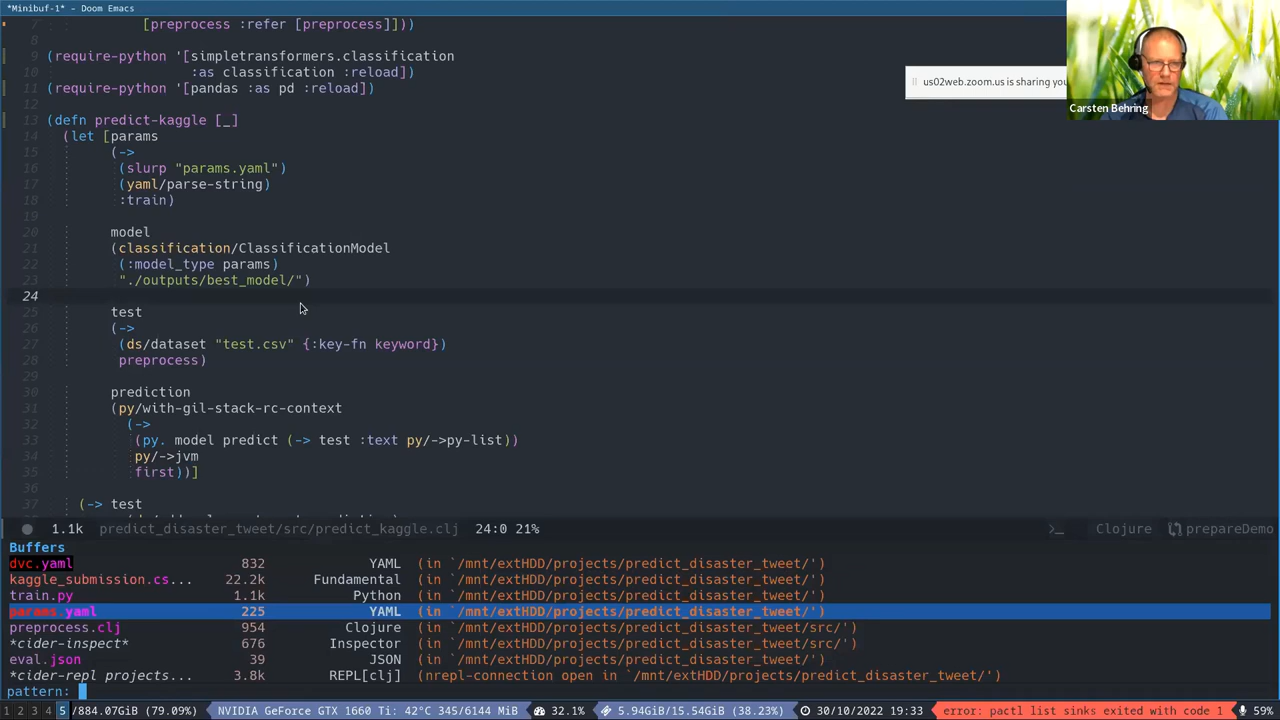 *Minibuf-1* - Doom Emacs
7 [preprocess :refer [preprocess]]))
8
9 (require-python '[simpletransformers.classification
10 :as classification :reload])
11 (require-python '[pandas :as pd :reload])
12
13 (defn predict-kaggle [_]
14 (let [params
15 (->
16 (slurp "params.yaml")
17 (yaml/parse-string)
18 :train)
19
20 model
21 (classification/ClassificationModel
22 (:model_type params)
23 "./outputs/best_model/")
24
25 test
26 (->
27 (ds/dataset "test.csv" {:key-fn keyword})
28 preprocess)
29
30 prediction
31 (py/with-gil-stack-rc-context
32 (->
33 (py. model predict (-> test :text py/->py-list))
34 py/->jvm
35 first))]
36
37 (-> test
us02web.zoom.us is sharing you
Carsten Behring
1.1k predict_disaster_tweet/src/predict_kaggle.clj 24:0 21% Clojure prepareDemo
Buffers
dvc.yaml 832 YAML (in `/mnt/extHDD/projects/predict_disaster_tweet/')
kaggle_submission.cs... 22.2k Fundamental (in `/mnt/extHDD/projects/predict_disaster_tweet/')
train.py 1.1k Python (in `/mnt/extHDD/projects/predict_disaster_tweet/')
params.yaml 225 YAML (in `/mnt/extHDD/projects/predict_disaster_tweet/')
preprocess.clj 954 Clojure (in `/mnt/extHDD/projects/predict_disaster_tweet/src/')
*cider-inspect* 676 Inspector (in `/mnt/extHDD/projects/predict_disaster_tweet/src/')
eval.json 39 JSON (in `/mnt/extHDD/projects/predict_disaster_tweet/')
*cider-repl projects... 3.8k REPL[clj] (nrepl-connection open in `/mnt/extHDD/projects/predict_disaster_tweet/')
pattern:
1 2 3 4 5 /884.07GiB (79.09%) NVIDIA GeForce GTX 1660 Ti: 42°C 345/6144 MiB 32.1% 5.94GiB/15.54GiB (38.23%) 30/10/2022 19:33 error: pactl list sinks exited with code 1 59%